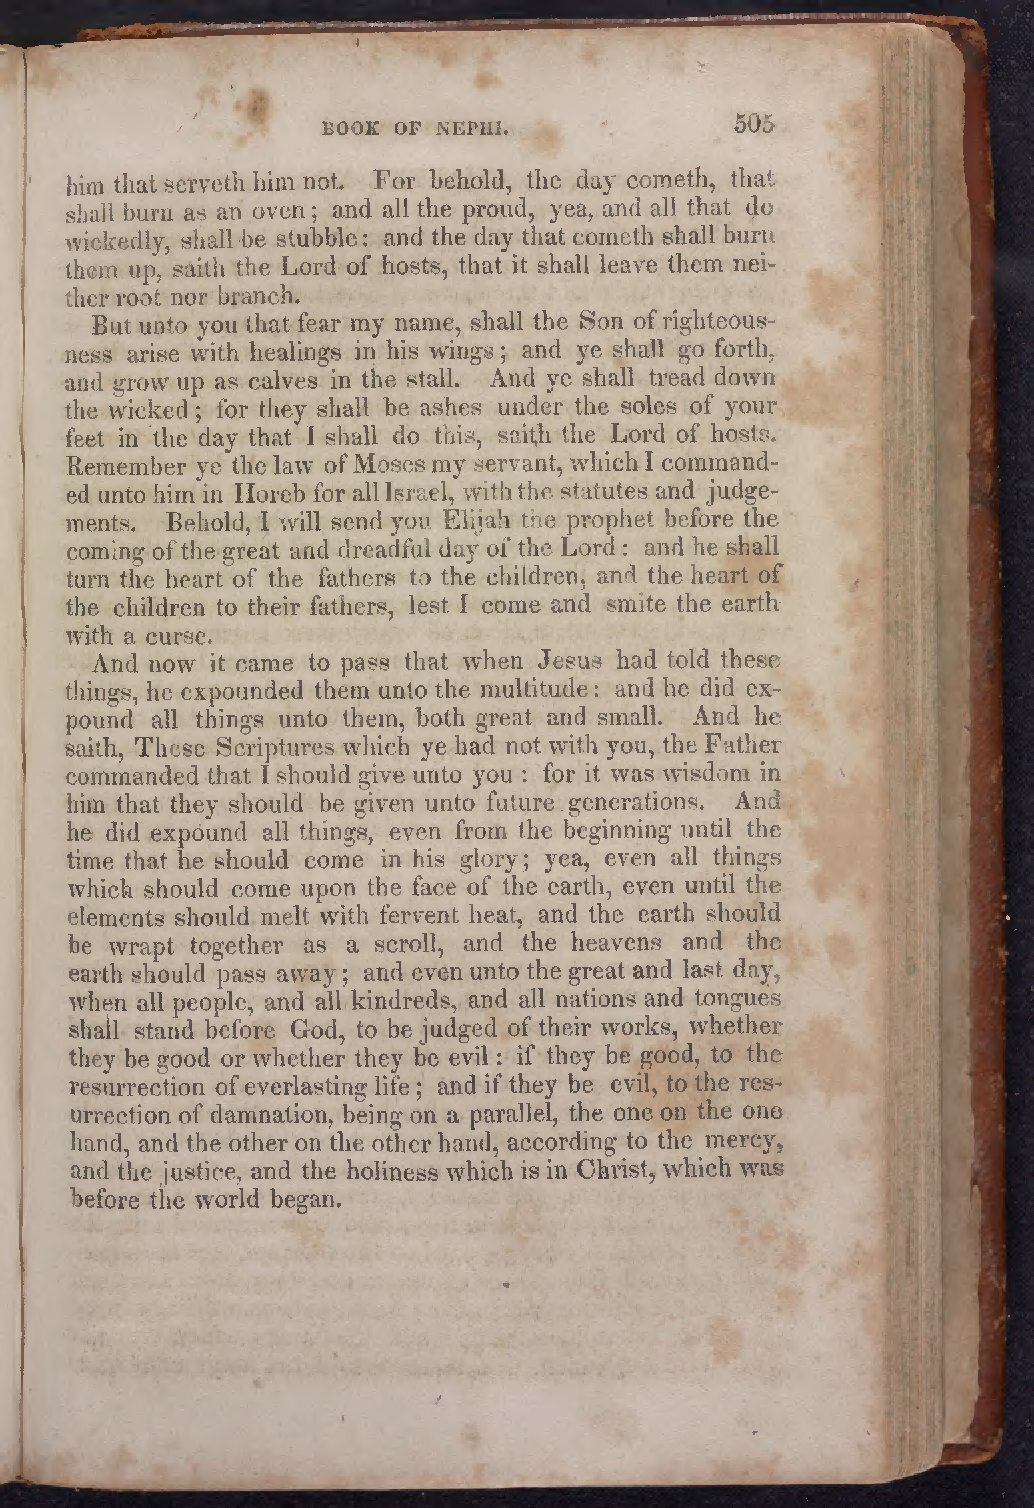 BOOK OF NEPHI. 505
him that serveth him not. For behold, the day cometh, that
shall burn as an oven; and all the proud, yea, and all that do
wickedly, shall be stubble: and the day that cometh shall burn
them up, saith the Lord of hosts, that it shall leave them nei-
ther root nor branch.
But unto you that fear my name, shall the Son of righteous-
ness arise with healings in his wings; and ye shall go forth,
and grow up as calves in the stall. And ye shall tread down
the wicked; for they shall be ashes under the soles of your
feet in the day that I shall do this, saith the Lord of hosts.
Remember ye the law of Moses my servant, which I command-
ed unto him in Horeb for all Israel, with the statutes and judge-
ments. Behold, I will send you Elijah the prophet before the
coming of the great and dreadful day of the Lord: and he shall
turn the heart of the fathers to the children, and the heart of
the children to their fathers, lest I come and smite the earth
with a curse.
And now it came to pass that when Jesus had told these
things, he expounded them unto the multitude: and he did ex-
pound all things unto them, both great and small. And he
saith, These Scriptures which ye had not with you, the Father
commanded that I should give unto you : for it was wisdom in
him that they should be given unto future generations. And
he did expound all things, even from the beginning until the
time that he should come in his glory; yea, even all things
which should come upon the face of the earth, even until the
elements should melt with fervent heat, and the earth should
be wrapt together as a scroll, and the heavens and the
earth should pass away; and even unto the great and last day,
when all people, and all kindreds, and all nations and tongues
shall stand before God, to be judged of their works, whether
they be good or whether they be evil: if they be good, to the
resurrection of everlasting life; and if they be evil, to the res-
urrection of damnation, being on a parallel, the one on the one
hand, and the other on the other hand, according to the mercy,
and the justice, and the holiness which is in Christ, which was
before the world began.